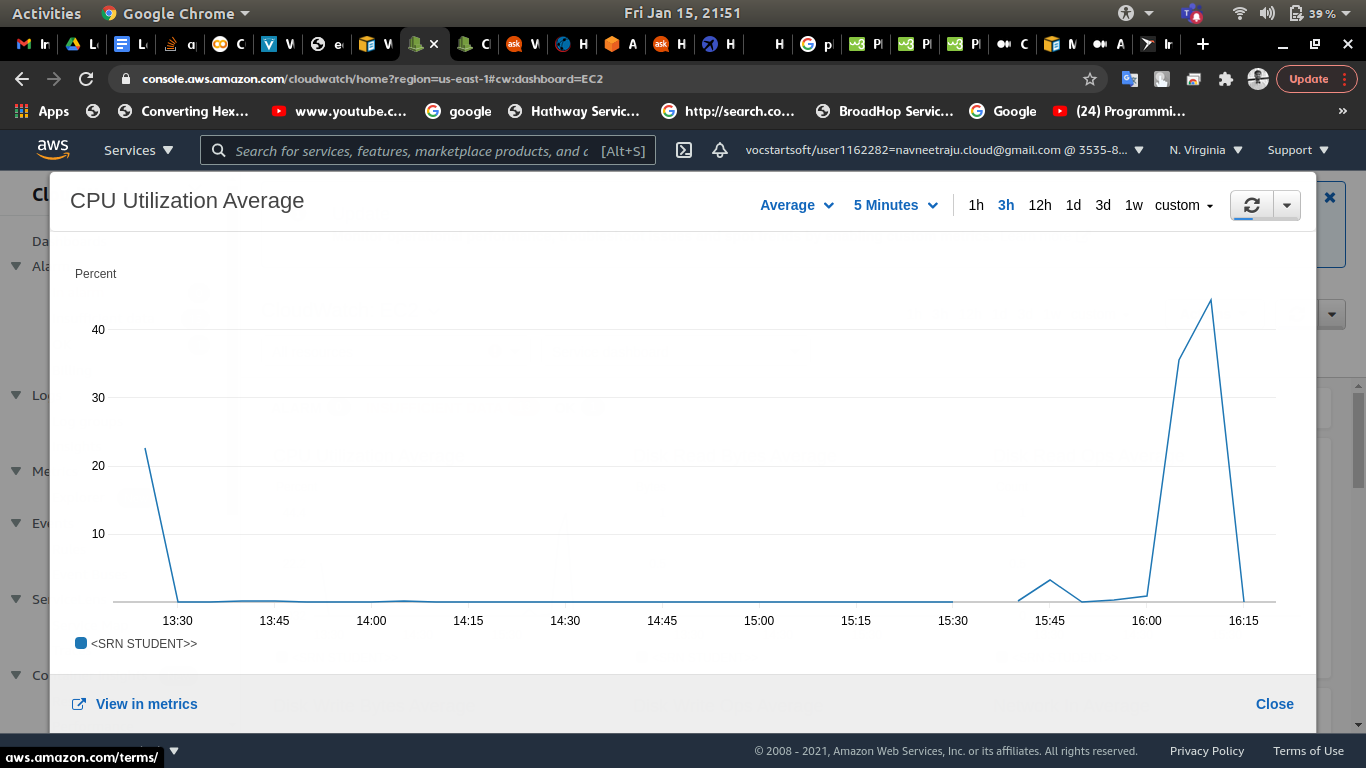 Activities Google Chrome Fri Jan 15, 21:51 39 %
In L L a C V e V C V H A H H H G p Pl Pl P C M A In
console.aws.amazon.com/cloudwatch/home?region=us-east-1#cw:dashboard=EC2 Update
Apps Converting Hex... www.youtube.c... google Hathway Servic... http://search.co... BroadHop Servic... Google (24) Programmi... »
aws Services Search for services, features, marketplace products, and c [Alt+S] vocstartsoft/user1162282=navneetraju.cloud@gmail.com @ 3535-8... N. Virginia Support
Cl
CPU Utilization Average Average 5 Minutes 1h 3h 12h 1d 3d 1w custom
Da
Ala
Percent
40
30
Lo
20
Me
Eve
10
Se
13:30 13:45 14:00 14:15 14:30 14:45 15:00 15:15 15:30 15:45 16:00 16:15
<SRN STUDENT>>
Co
View in metrics Close
aws.amazon.com/terms/ © 2008 - 2021, Amazon Web Services, Inc. or its affiliates. All rights reserved. Privacy Policy Terms of Use